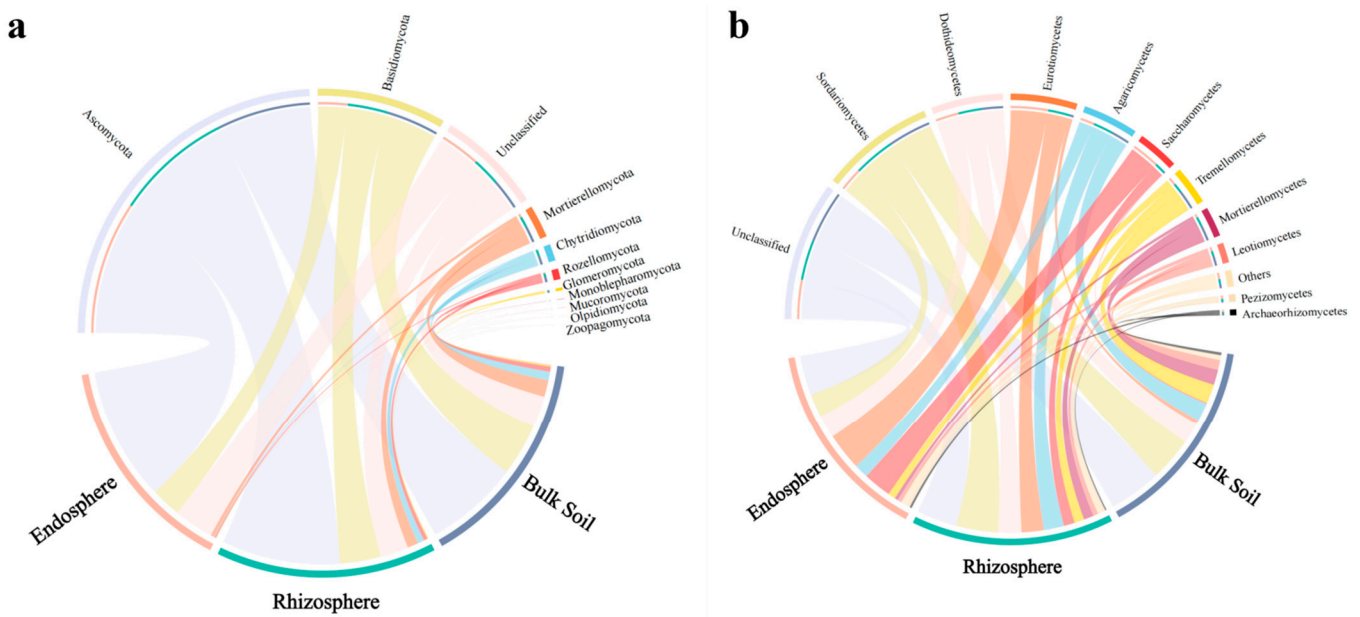 a
Ascomycota
Basidiomycota
Unclassified
Mortierellomycota
Chytridiomycota
Rozellomycota
Glomeromycota
Monoblepharomycota
Mucoromycota
Olpidiomycota
Zoopagomycota
Endosphere
Rhizosphere
Bulk Soil
b
Unclassified
Sordariomycetes
Dothideomycetes
Eurotiomycetes
Agaricomycetes
Saccharomycetes
Tremellomycetes
Mortierellomycetes
Leotiomycetes
Others
Pezizomycetes
Archaeorhizomycetes
Endosphere
Rhizosphere
Bulk Soil